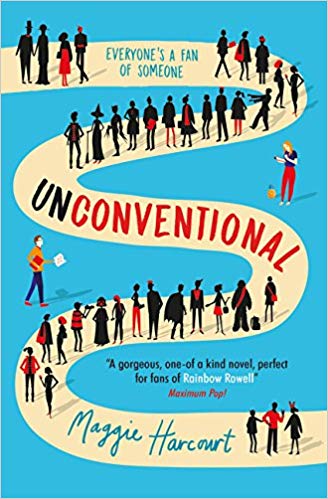 EVERYONE'S A FAN
OF SOMEONE
UNCONVENTIONAL
"A gorgeous, one-of a kind novel, perfect
for fans of Rainbow Rowell"
Maximum Pop!
Maggie Harcourt